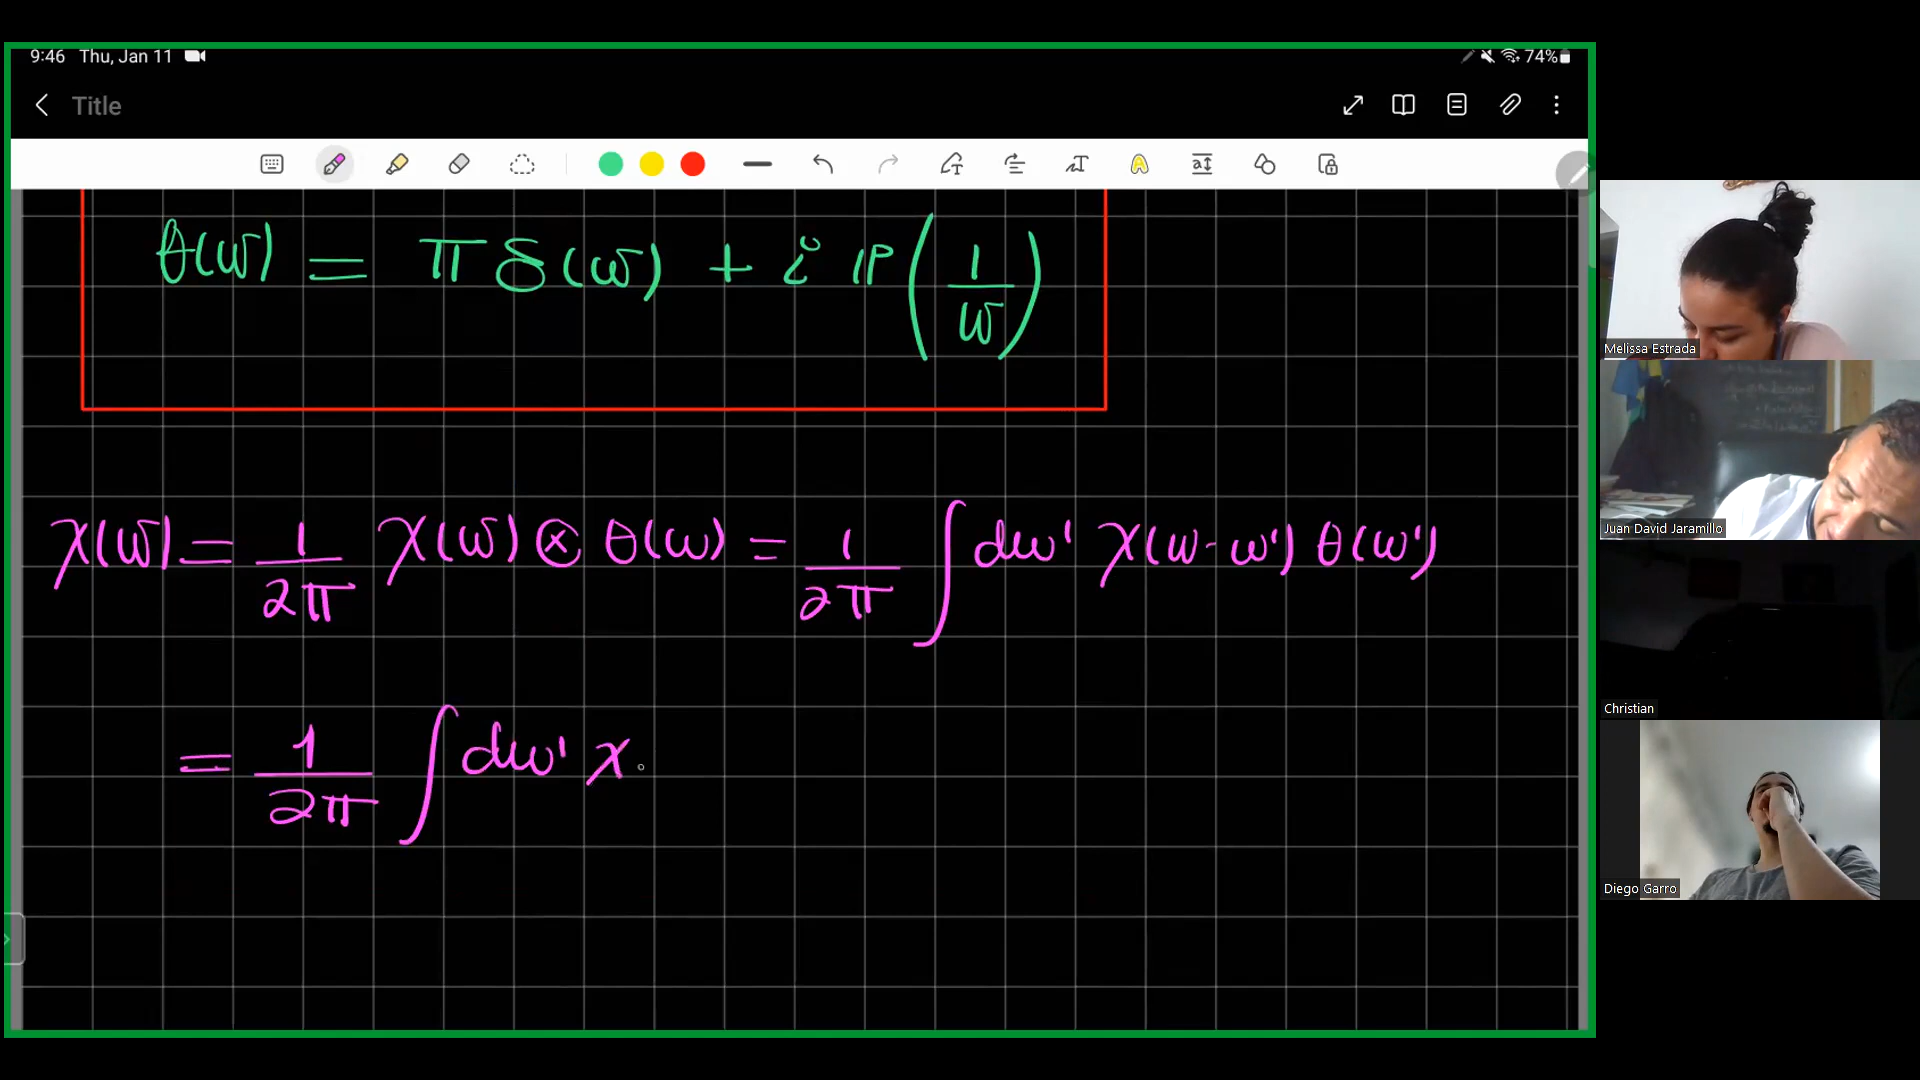 9:46 Thu, Jan 11 74%
Title
θ(ω) = π δ(ω) + i ℙ(1/ω)
χ(ω) = 1/2π χ(ω) ⊗ θ(ω) = 1/2π ∫ dω' χ(ω-ω') θ(ω')
= 1/2π ∫ dω' χ
Melissa Estrada
Juan David Jaramillo
Christian
Diego Garro